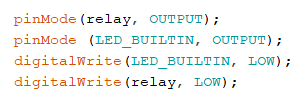 pinMode(relay, OUTPUT);
pinMode (LED_BUILTIN, OUTPUT);
digitalWrite(LED_BUILTIN, LOW);
digitalWrite(relay, LOW);